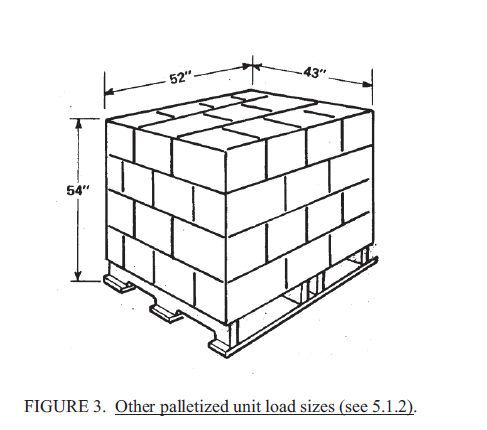 52"
43"
54"
FIGURE 3. Other palletized unit load sizes (see 5.1.2).